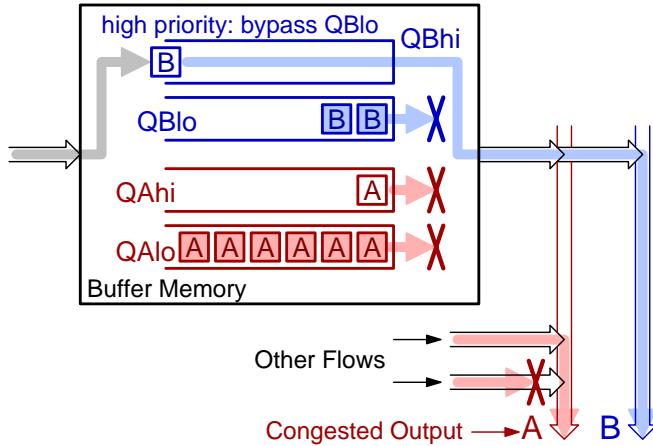 high priority: bypass QBlo
QBhi
B
QBlo
B B
QAhi
A
QAlo
A A A A A A
Buffer Memory
Other Flows
Congested Output
A
B